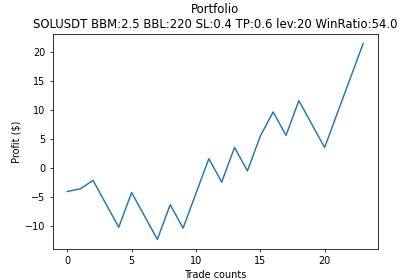 Portfolio
SOLUSDT BBM:2.5 BBL:220 SL:0.4 TP:0.6 lev:20 WinRatio:54.0
20
15
10
5
0
−5
−10
Profit ($)
0 5 10 15 20
Trade counts